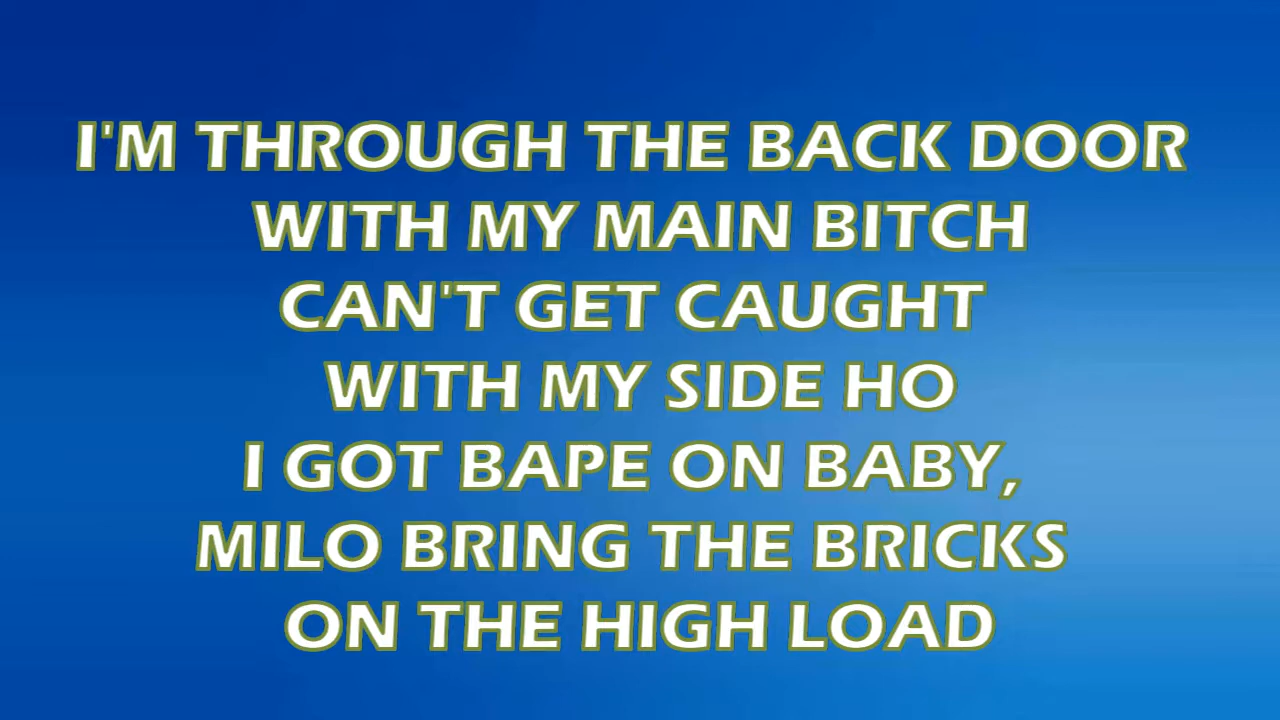 I'M THROUGH THE BACK DOOR
WITH MY MAIN BITCH
CAN'T GET CAUGHT
WITH MY SIDE HO
I GOT BAPE ON BABY,
MILO BRING THE BRICKS
ON THE HIGH LOAD